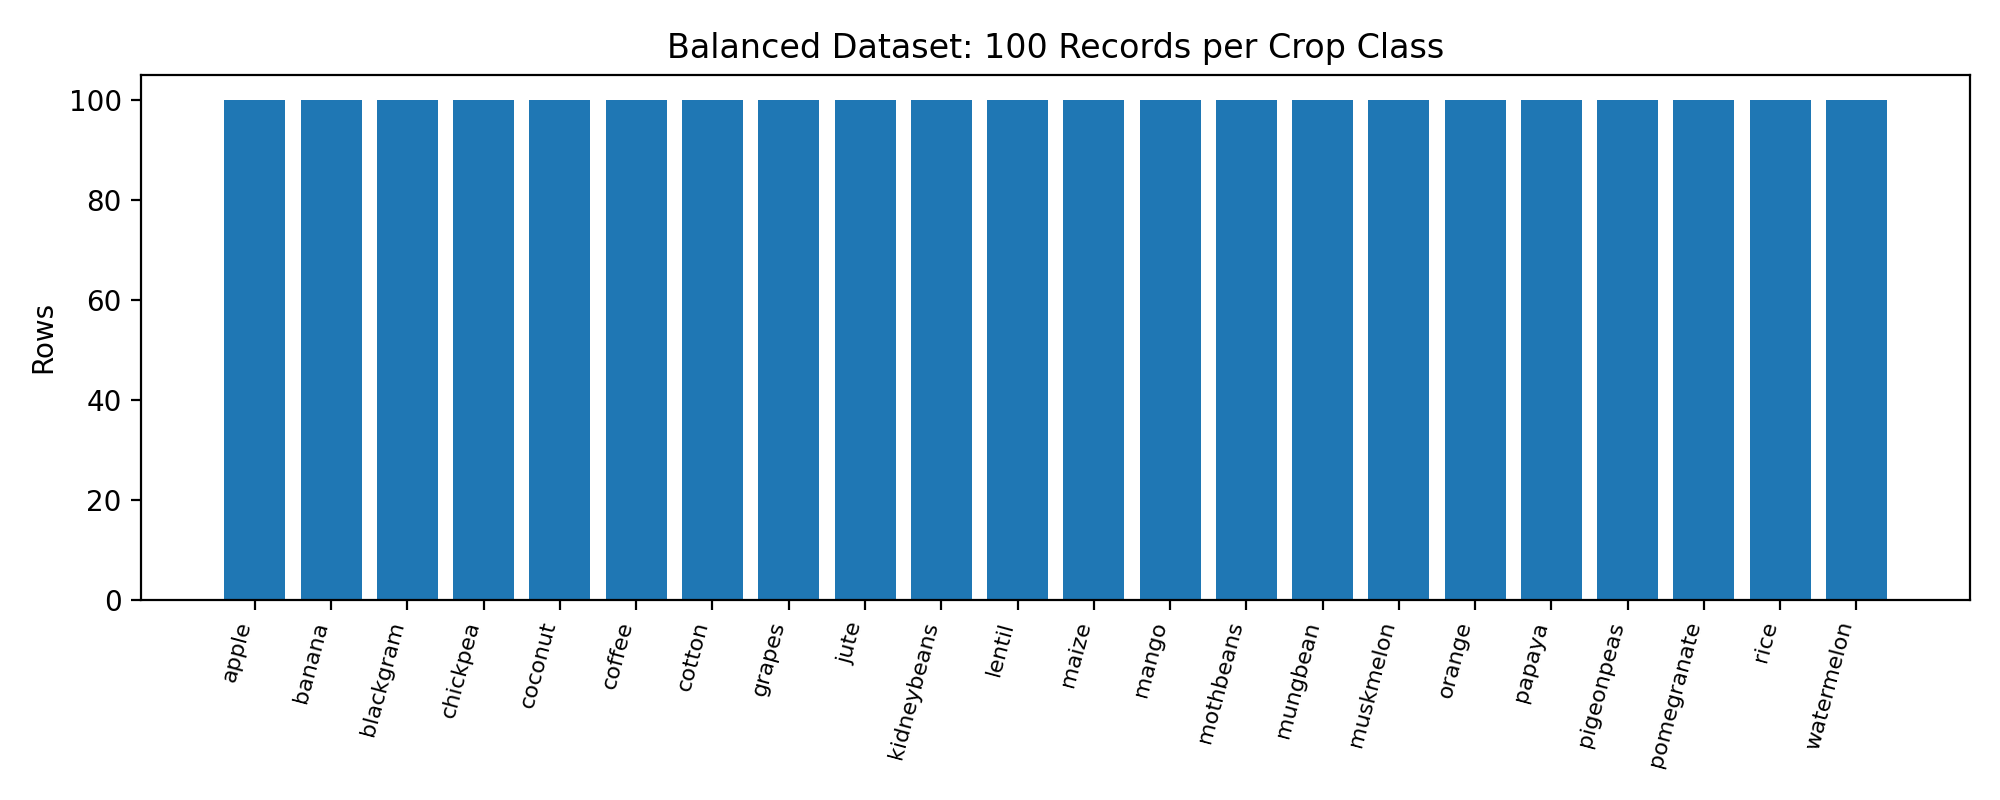 Balanced Dataset: 100 Records per Crop Class
Rows
100
80
60
40
20
0
apple
banana
blackgram
chickpea
coconut
coffee
cotton
grapes
jute
kidneybeans
lentil
maize
mango
mothbeans
mungbean
muskmelon
orange
papaya
pigeonpeas
pomegranate
rice
watermelon